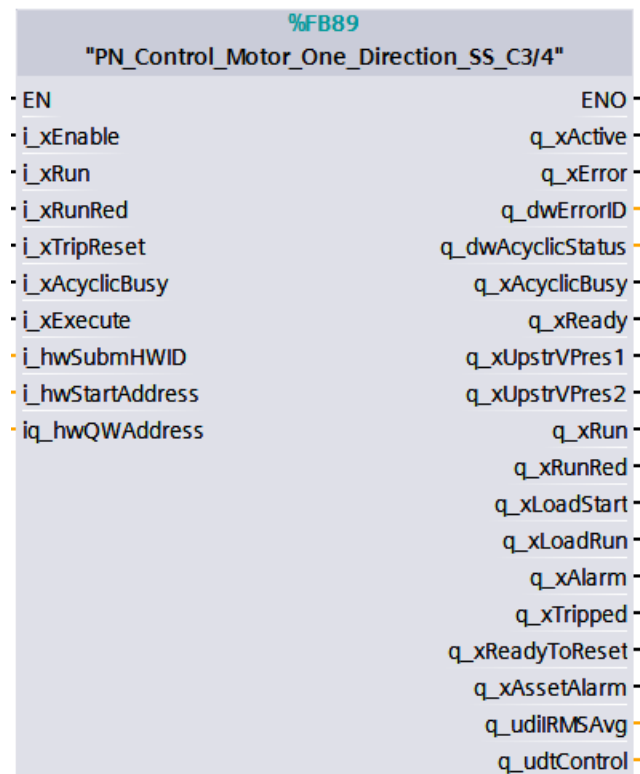 %FB89
"PN_Control_Motor_One_Direction_SS_C3/4"
EN ENO
i_xEnable q_xActive
i_xRun q_xError
i_xRunRed q_dwErrorID
i_xTripReset q_dwAcyclicStatus
i_xAcyclicBusy q_xAcyclicBusy
i_xExecute q_xReady
i_hwSubmHWID q_xUpstrVPres1
i_hwStartAddress q_xUpstrVPres2
iq_hwQWAddress q_xRun
q_xRunRed
q_xLoadStart
q_xLoadRun
q_xAlarm
q_xTripped
q_xReadyToReset
q_xAssetAlarm
q_udiIRMSAvg
q_udtControl